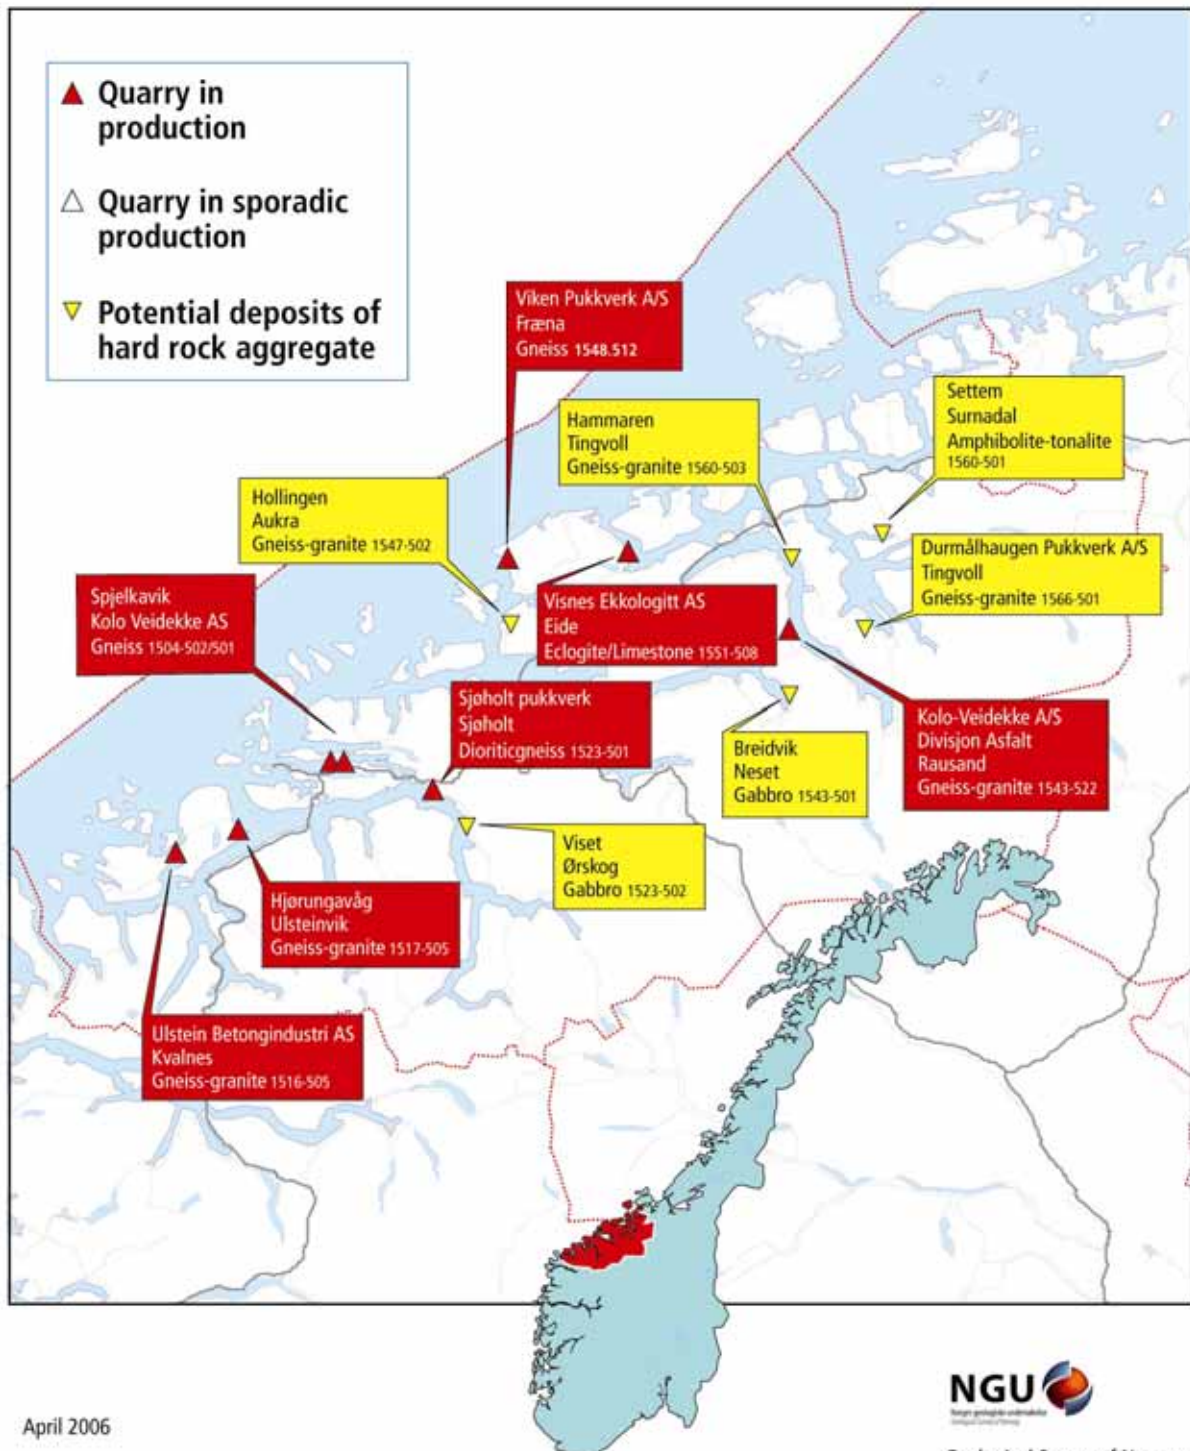 Quarry in
production
Quarry in sporadic
production
Potential deposits of
hard rock aggregate
Viken Pukkverk A/S
Fræna
Gneiss 1548.512
Hammaren
Tingvoll
Gneiss-granite 1560-503
Settem
Surnadal
Amphibolite-tonalite
1560-501
Hollingen
Aukra
Gneiss-granite 1547-502
Durmålhaugen Pukkverk A/S
Tingvoll
Gneiss-granite 1566-501
Spjelkavik
Kolo Veidekke AS
Gneiss 1504-502/501
Visnes Ekkologitt AS
Eide
Eclogite/Limestone 1551-508
Sjøholt pukkverk
Sjøholt
Dioriticgneiss 1523-501
Kolo-Veidekke A/S
Divisjon Asfalt
Rausand
Gneiss-granite 1543-522
Breidvik
Neset
Gabbro 1543-501
Viset
Ørskog
Gabbro 1523-502
Hjørungavåg
Ulsteinvik
Gneiss-granite 1517-505
Ulstein Betongindustri AS
Kvalnes
Gneiss-granite 1516-505
NGU
Norges geologiske undersøkelse
April 2006